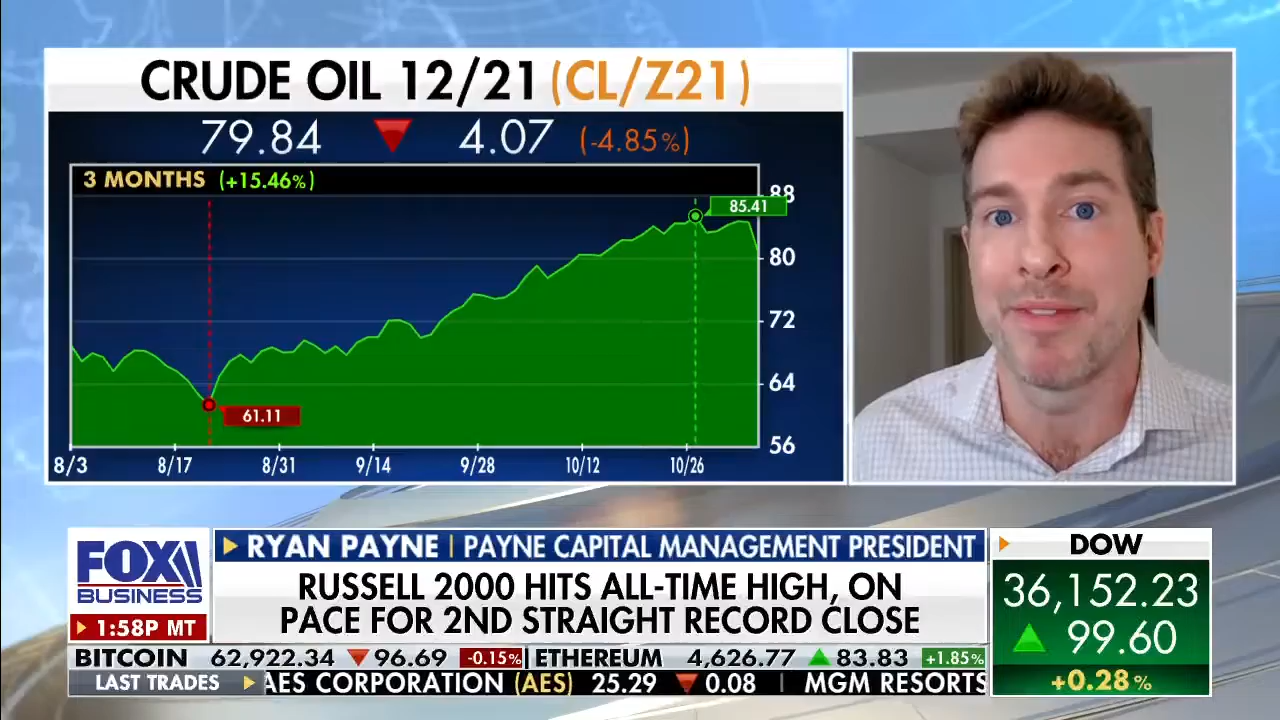 CRUDE OIL 12/21 (CL/Z21)
79.84 ▼ 4.07 (-4.85%)
3 MONTHS (+15.46%)
88
85.41
80
72
64
61.11
56
8/3 8/17 8/31 9/14 9/28 10/12 10/26
FOX BUSINESS
1:58P MT
RYAN PAYNE | PAYNE CAPITAL MANAGEMENT PRESIDENT
RUSSELL 2000 HITS ALL-TIME HIGH, ON
PACE FOR 2ND STRAIGHT RECORD CLOSE
DOW
36,152.23
▲ 99.60
+0.28%
BITCOIN 62,922.34 ▼ 96.69 -0.15% | ETHEREUM 4,626.77 ▲ 83.83 +1.85%
LAST TRADES AES CORPORATION (AES) 25.29 ▼ 0.08 | MGM RESORTS